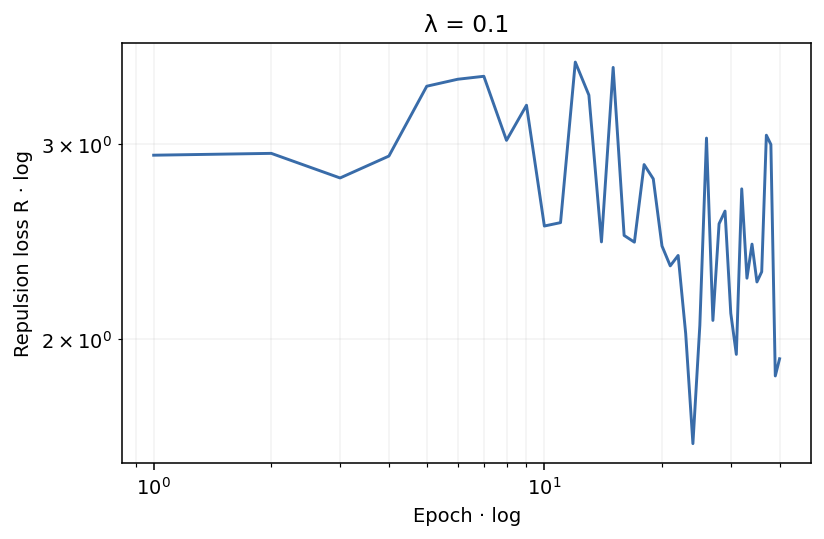 λ = 0.1
Repulsion loss R · log
3 × 10⁰
2 × 10⁰
10⁰
10¹
Epoch · log